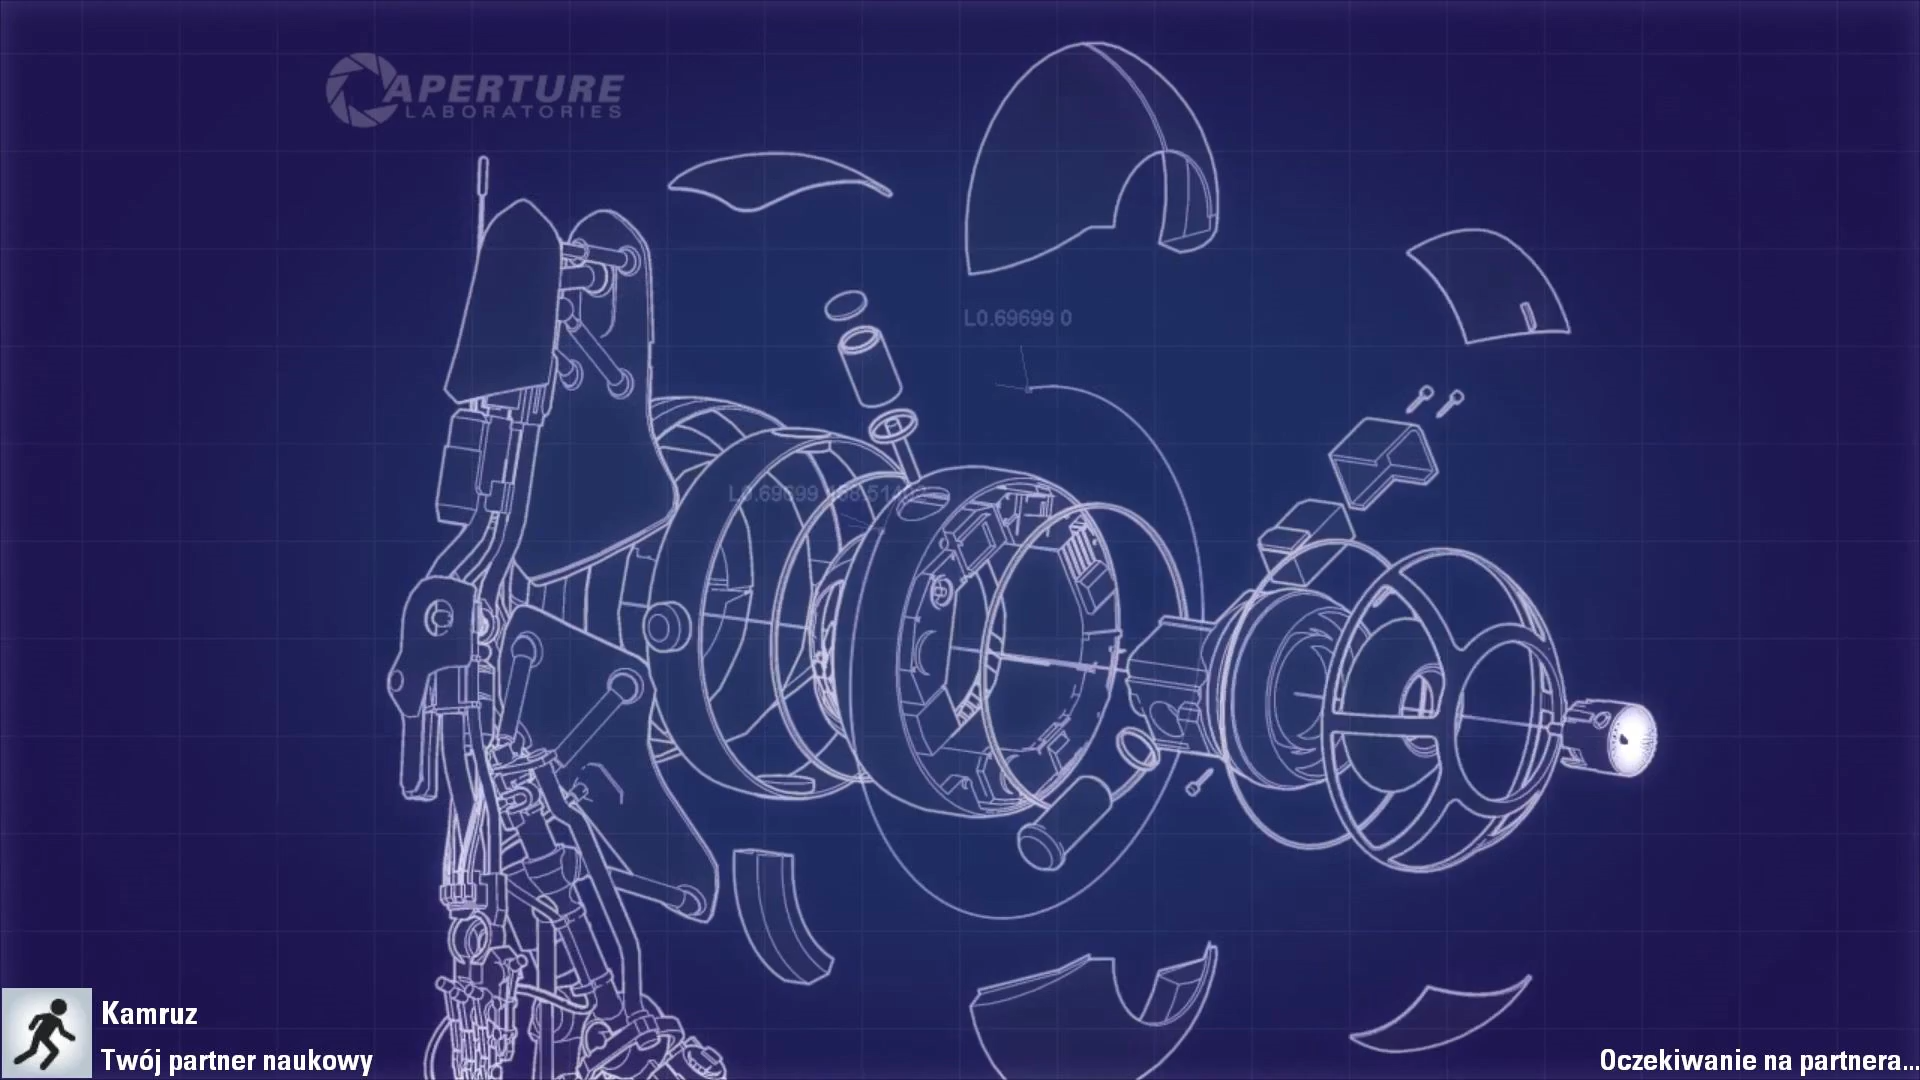 APERTURE
LABORATORIES
L0.69699 0
Kamruz
Twój partner naukowy
Oczekiwanie na partnera...